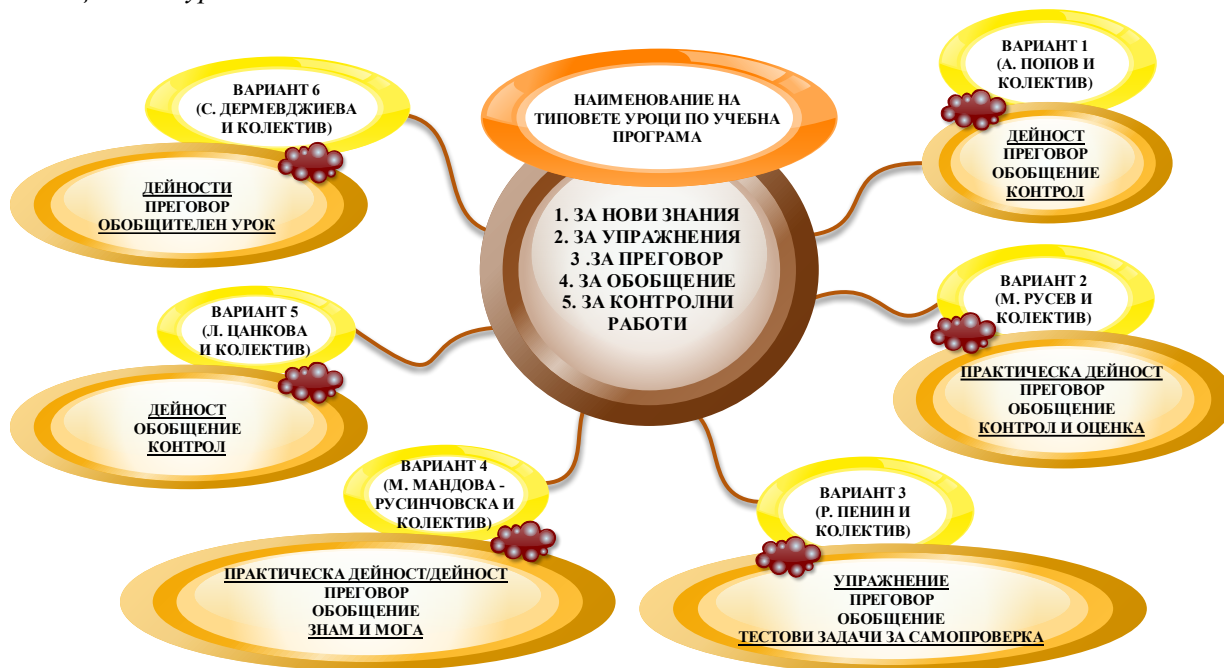 НАИМЕНОВАНИЕ НА
ТИПОВЕТЕ УРОЦИ ПО УЧЕБНА
ПРОГРАМА
1. ЗА НОВИ ЗНАНИЯ
2. ЗА УПРАЖНЕНИЯ
3 .ЗА ПРЕГОВОР
4. ЗА ОБОБЩЕНИЕ
5. ЗА КОНТРОЛНИ
РАБОТИ
ВАРИАНТ 1
(А. ПОПОВ И
КОЛЕКТИВ)
ДЕЙНОСТ
ПРЕГОВОР
ОБОБЩЕНИЕ
КОНТРОЛ
ВАРИАНТ 2
(М. РУСЕВ И
КОЛЕКТИВ)
ПРАКТИЧЕСКА ДЕЙНОСТ
ПРЕГОВОР
ОБОБЩЕНИЕ
КОНТРОЛ И ОЦЕНКА
ВАРИАНТ 3
(Р. ПЕНИН И
КОЛЕКТИВ)
УПРАЖНЕНИЕ
ПРЕГОВОР
ОБОБЩЕНИЕ
ТЕСТОВИ ЗАДАЧИ ЗА САМОПРОВЕРКА
ВАРИАНТ 4
(М. МАНДОВА -
РУСИНЧОВСКА И
КОЛЕКТИВ)
ПРАКТИЧЕСКА ДЕЙНОСТ/ДЕЙНОСТ
ПРЕГОВОР
ОБОБЩЕНИЕ
ЗНАМ И МОГА
ВАРИАНТ 5
(Л. ЦАНКОВА
И КОЛЕКТИВ)
ДЕЙНОСТ
ОБОБЩЕНИЕ
КОНТРОЛ
ВАРИАНТ 6
(С. ДЕРМЕВДЖИЕВА
И КОЛЕКТИВ)
ДЕЙНОСТИ
ПРЕГОВОР
ОБОБЩИТЕЛЕН УРОК